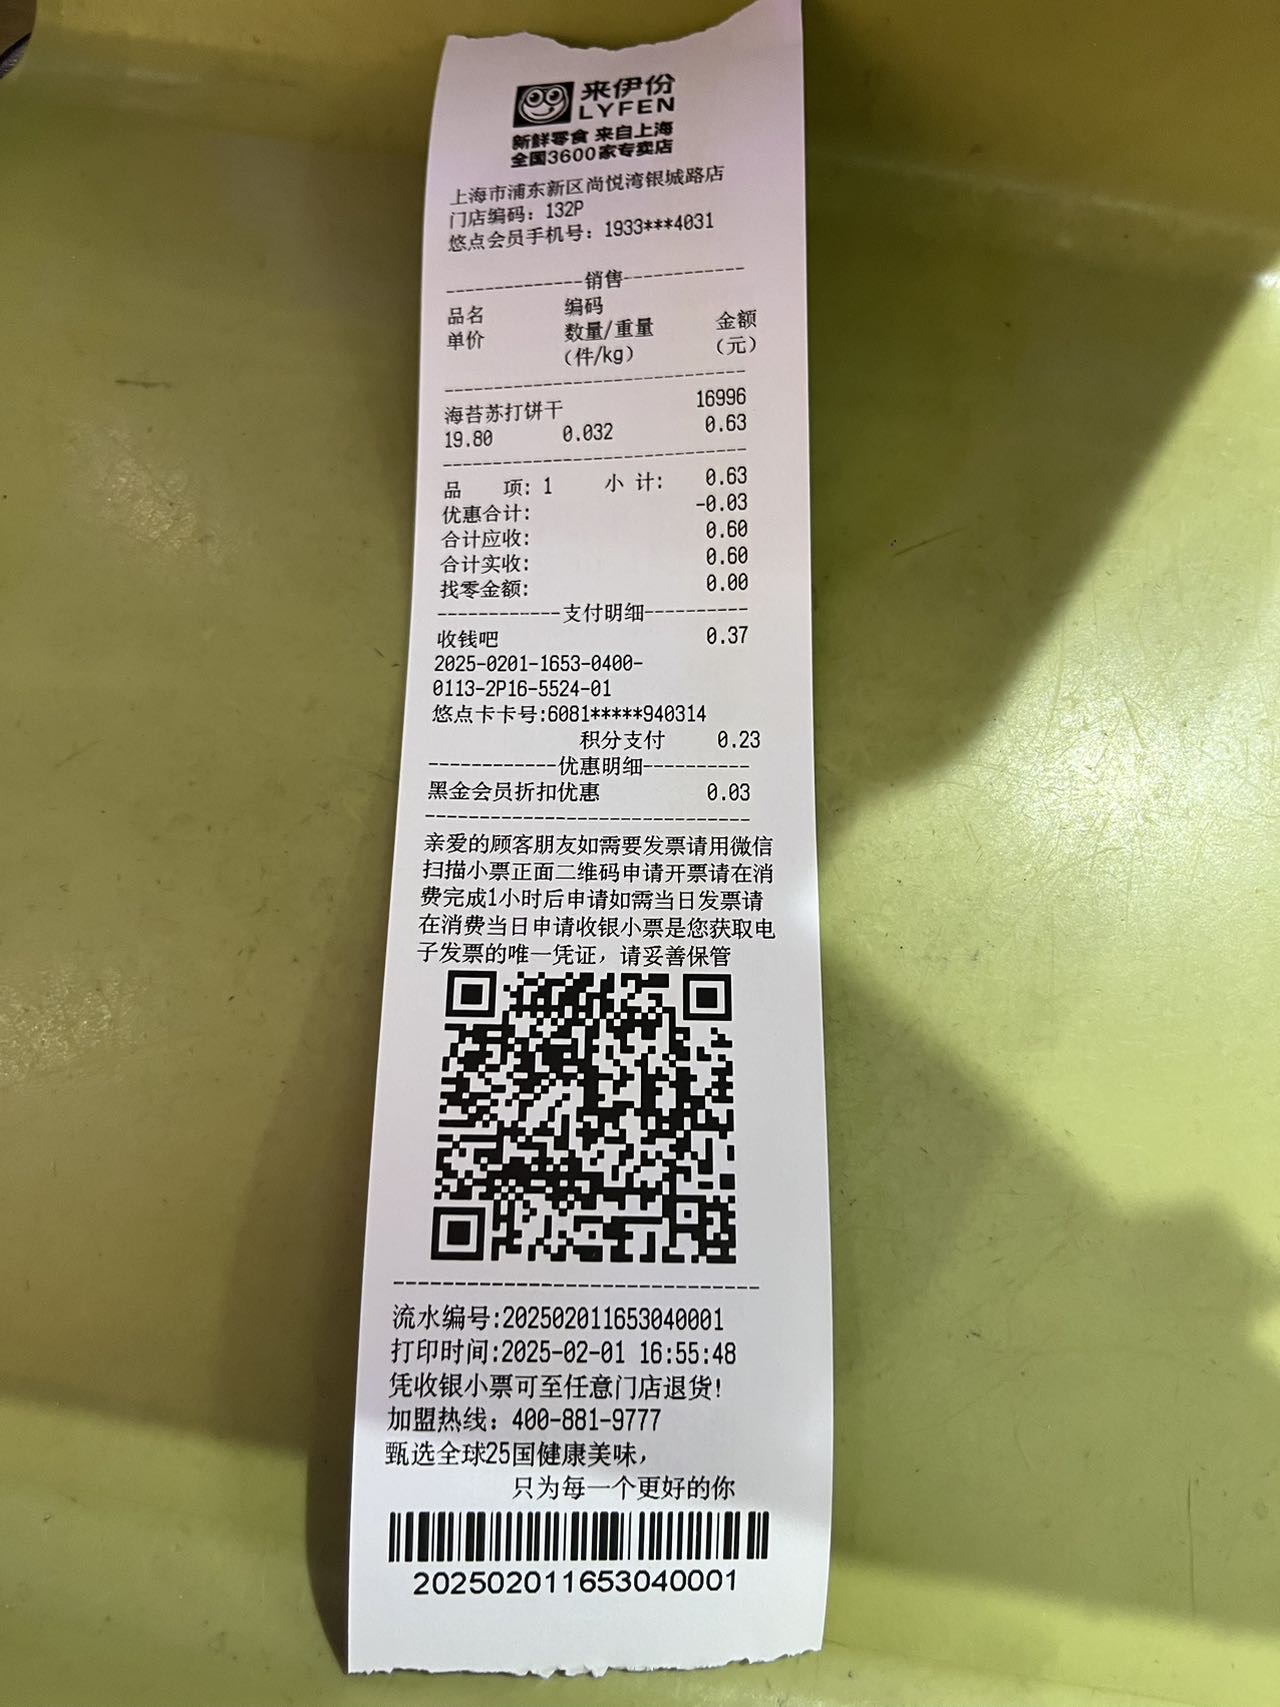 来伊份
LYFEN
新鲜零食 来自上海
全国3600家专卖店
上海市浦东新区尚悦湾银城路店
门店编码：132P
悠点会员手机号：1933***4031
--------------销售------------
品名 编码
单价 数量/重量 金额
（件/kg） （元）
海苔苏打饼干 16996
19.80 0.032 0.63
品 项: 1 小 计: 0.63
优惠合计: -0.03
合计应收: 0.60
合计实收: 0.60
找零金额: 0.00
------------支付明细----------
收钱吧 0.37
2025-0201-1653-0400-
0113-2P16-5524-01
悠点卡卡号:6081*****940314
积分支付 0.23
------------优惠明细----------
黑金会员折扣优惠 0.03
亲爱的顾客朋友如需要发票请用微信
扫描小票正面二维码申请开票请在消
费完成1小时后申请如需当日发票请
在消费当日申请收银小票是您获取电
子发票的唯一凭证，请妥善保管
流水编号:202502011653040001
打印时间:2025-02-01 16:55:48
凭收银小票可至任意门店退货!
加盟热线：400-881-9777
甄选全球25国健康美味，
只为每一个更好的你
202502011653040001